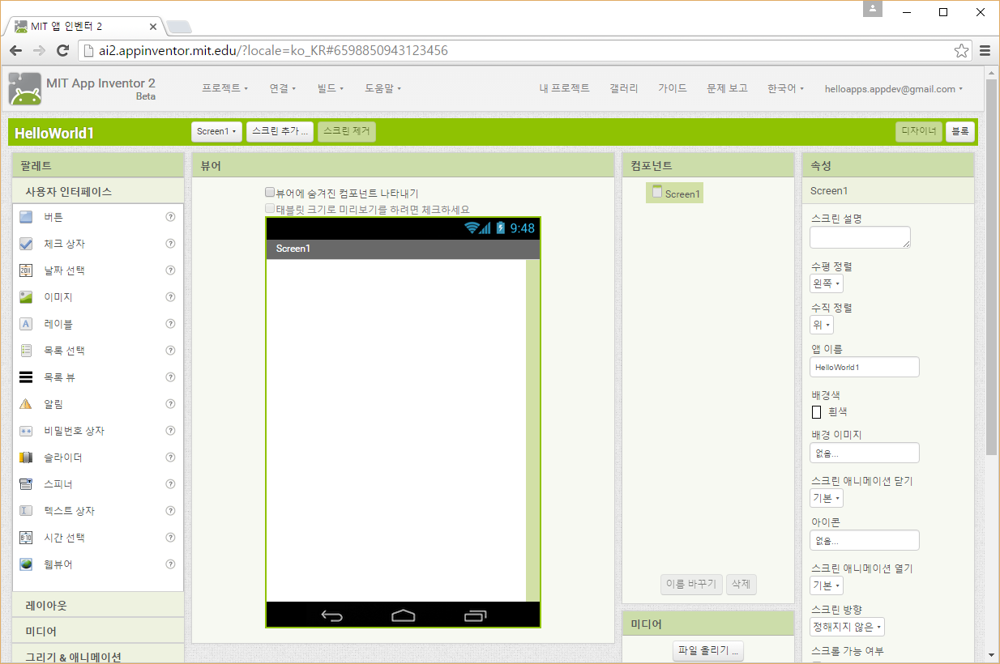 MIT 앱 인벤터 2
ai2.appinventor.mit.edu/?locale=ko_KR#6598850943123456
MIT App Inventor 2
Beta
프로젝트 연결 빌드 도움말 내 프로젝트 갤러리 가이드 문제 보고 한국어 helloapps.appdev@gmail.com
HelloWorld1 Screen1 스크린 추가 ... 스크린 제거 디자이너 블록
팔레트
사용자 인터페이스
버튼
체크 상자
날짜 선택
이미지
레이블
목록 선택
목록 뷰
알림
비밀번호 상자
슬라이더
스피너
텍스트 상자
시간 선택
웹뷰어
레이아웃
미디어
그리기 & 애니메이션
뷰어
뷰어에 숨겨진 컴포넌트 나타내기
태블릿 크기로 미리보기를 하려면 체크하세요
9:48
Screen1
컴포넌트
Screen1
이름 바꾸기 삭제
미디어
파일 올리기 ...
속성
Screen1
스크린 설명
수평 정렬
왼쪽
수직 정렬
위
앱 이름
HelloWorld1
배경색
흰색
배경 이미지
없음...
스크린 애니메이션 닫기
기본
아이콘
없음...
스크린 애니메이션 열기
기본
스크린 방향
정해지지 않은
스크롤 가능 여부